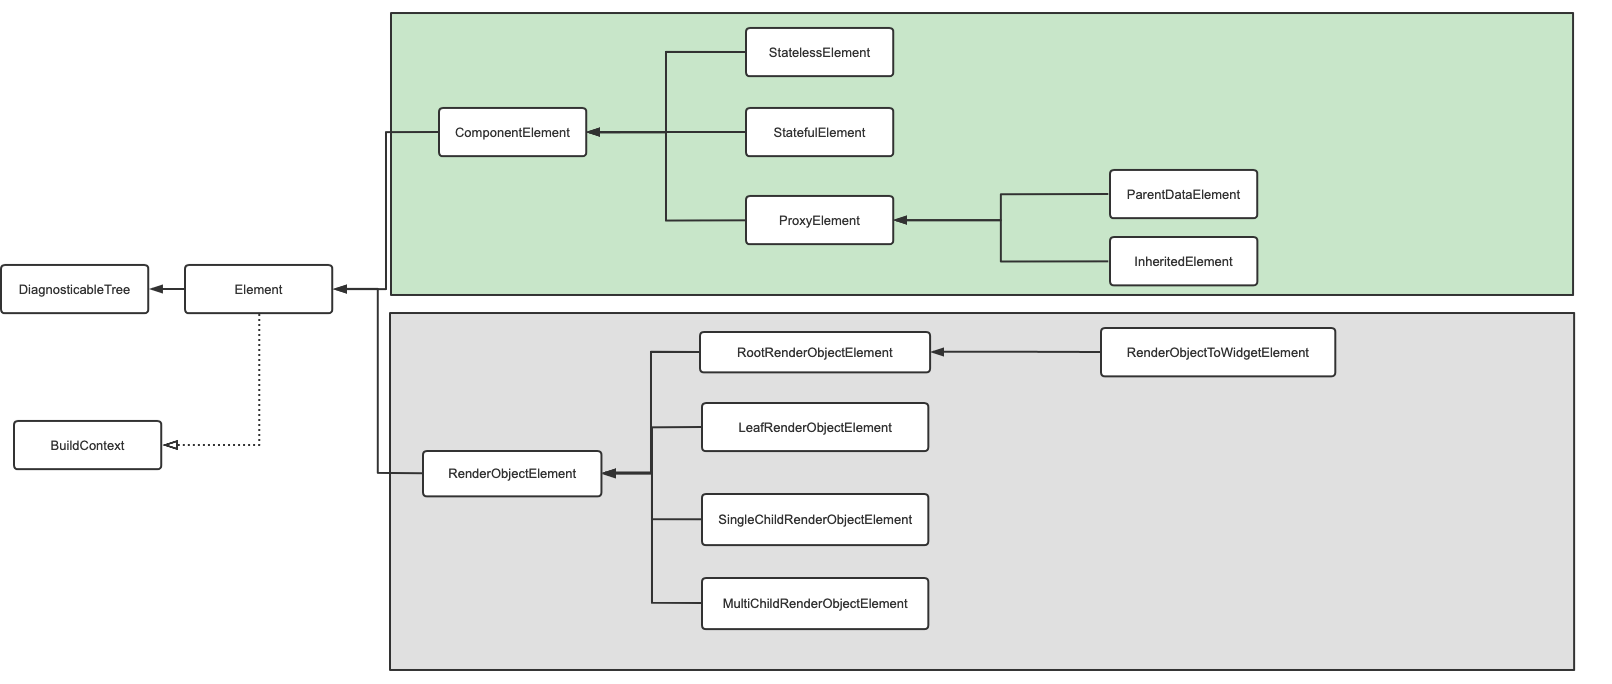 StatelessElement
ComponentElement
StatefulElement
ParentDataElement
ProxyElement
InheritedElement
DiagnosticableTree
Element
RootRenderObjectElement
RenderObjectToWidgetElement
LeafRenderObjectElement
BuildContext
RenderObjectElement
SingleChildRenderObjectElement
MultiChildRenderObjectElement